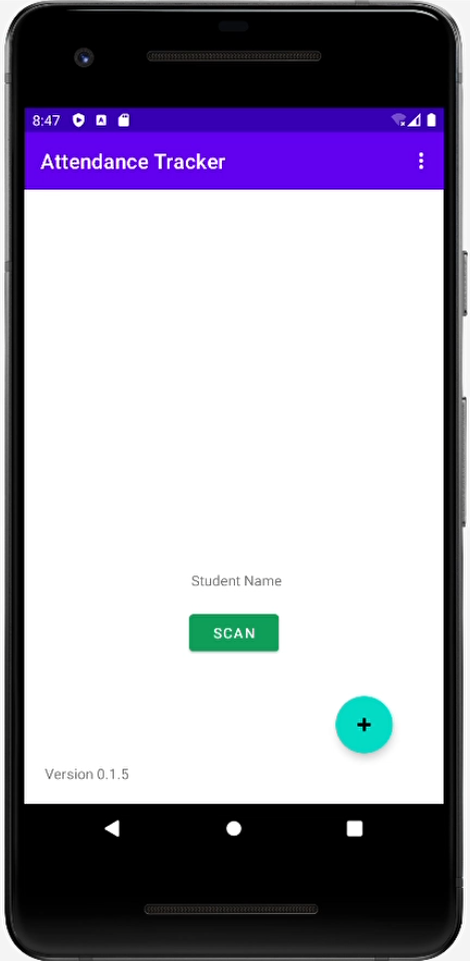 8:47
Attendance Tracker
Student Name
SCAN
+
Version 0.1.5